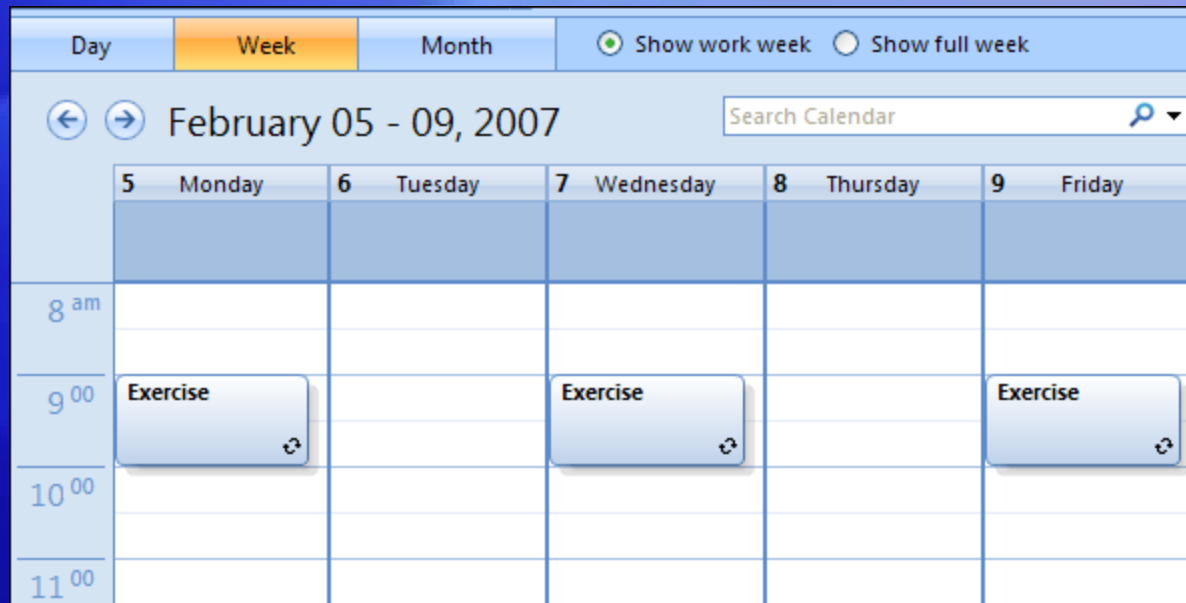 Day Week Month Show work week Show full week
February 05 - 09, 2007 Search Calendar
5 Monday 6 Tuesday 7 Wednesday 8 Thursday 9 Friday
8 am
9 00 Exercise Exercise Exercise
10 00
11 00